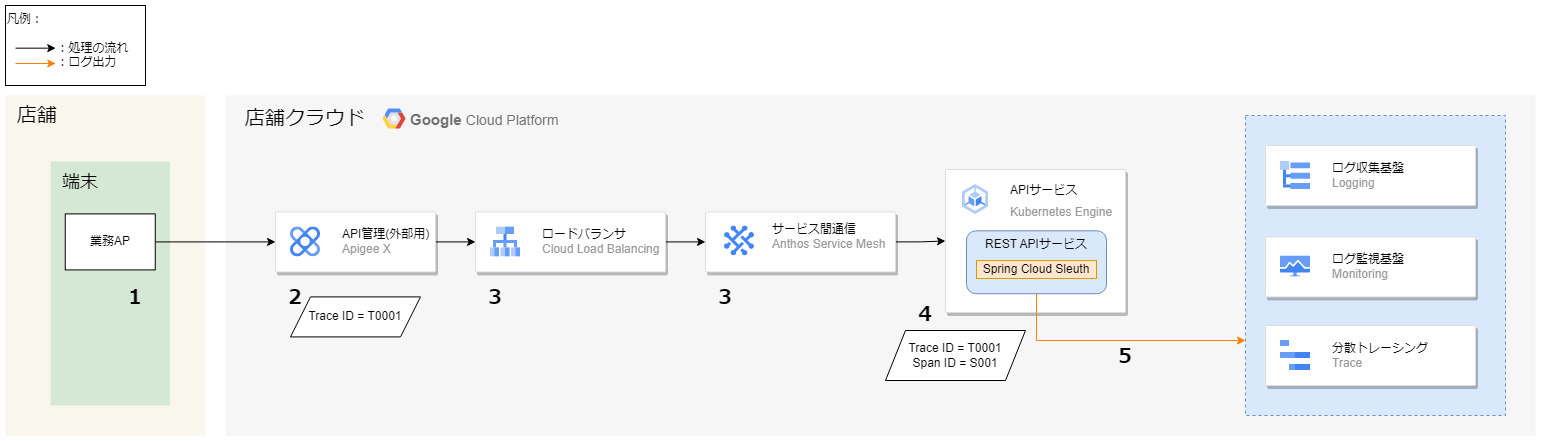 凡例：
：処理の流れ
：ログ出力
店舗
端末
業務AP
1
店舗クラウド
Google Cloud Platform
API管理(外部用)
Apigee X
2
Trace ID = T0001
ロードバランサ
Cloud Load Balancing
3
サービス間通信
Anthos Service Mesh
3
APIサービス
Kubernetes Engine
REST APIサービス
Spring Cloud Sleuth
4
Trace ID = T0001
Span ID = S001
5
ログ収集基盤
Logging
ログ監視基盤
Monitoring
分散トレーシング
Trace